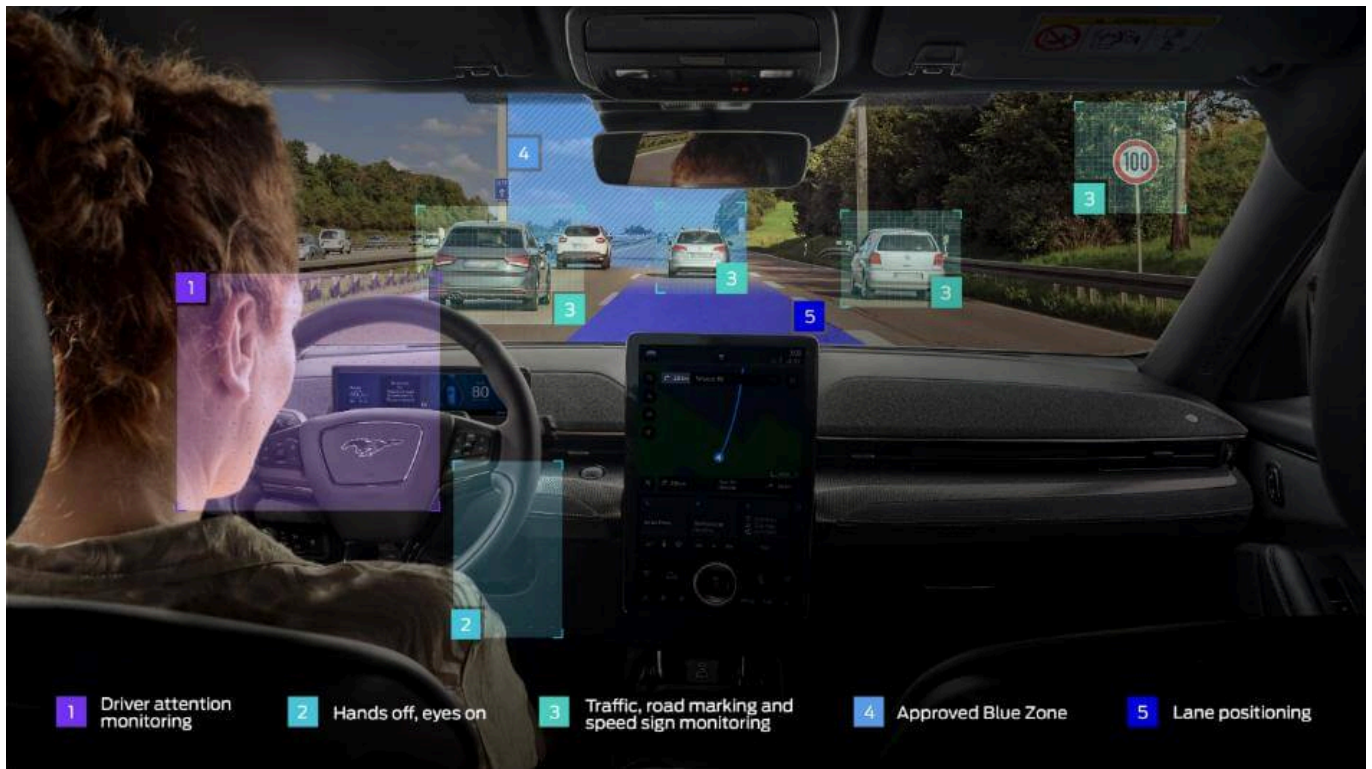 4
100
3
1
3
3
3
5
80
2
1 Driver attention
monitoring
2 Hands off, eyes on
3 Traffic, road marking and
speed sign monitoring
4 Approved Blue Zone
5 Lane positioning